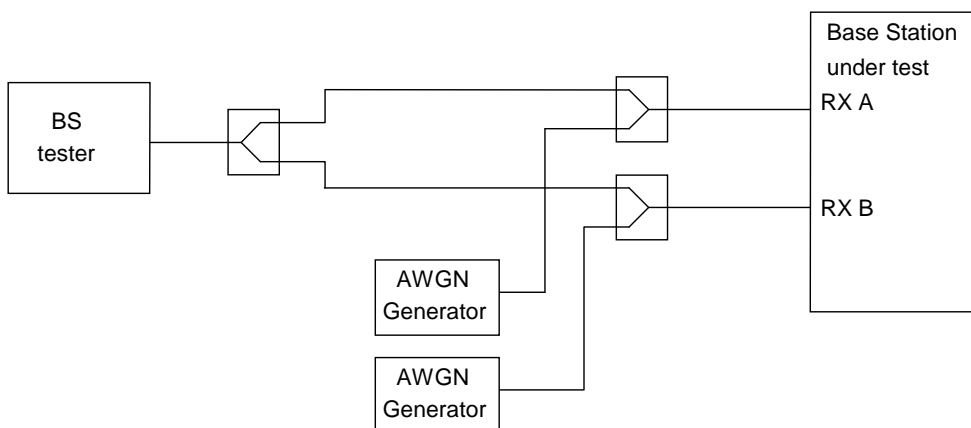 BS
tester
AWGN
Generator
AWGN
Generator
Base Station
under test
RX A
RX B